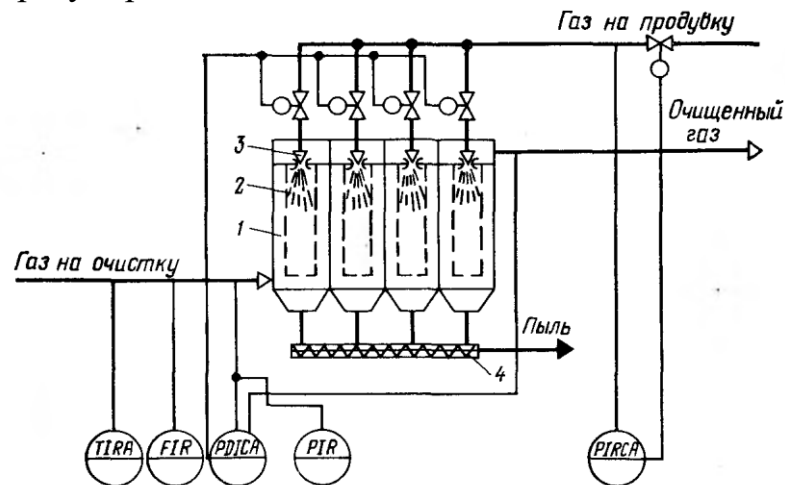 Газ на продувку
Очищенный
газ
3
2
1
Газ на очистку
Пыль
4
TIRA
FIR
PDICA
PIR
PIRCA